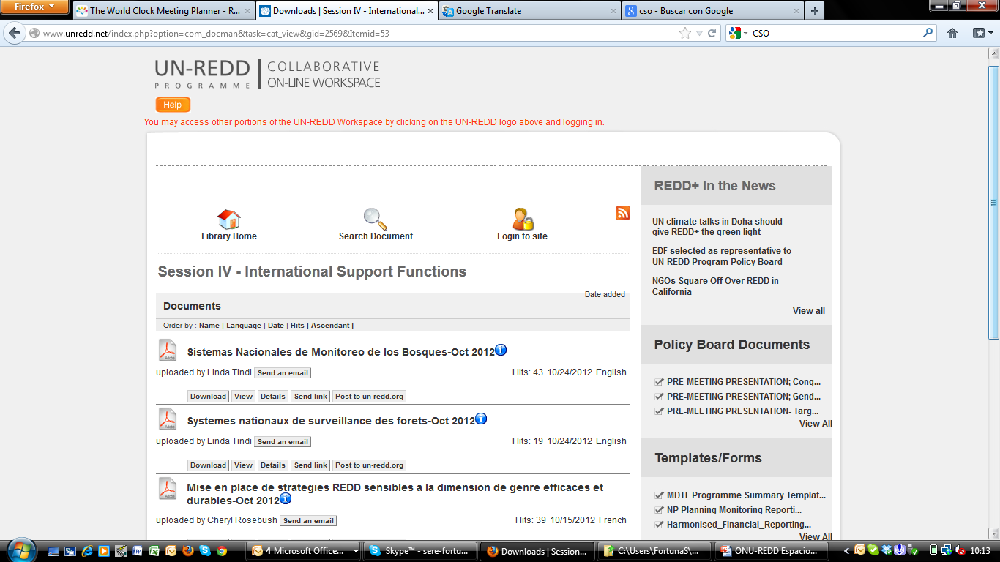 Firefox
The World Clock Meeting Planner - R...
Downloads | Session IV - International...
Google Translate
cso - Buscar con Google
www.unredd.net/index.php?option=com_docman&task=cat_view&gid=2569&Itemid=53
CSO
UN-REDD
PROGRAMME
COLLABORATIVE
ON-LINE WORKSPACE
Help
You may access other portions of the UN-REDD Workspace by clicking on the UN-REDD logo above and logging in.
Library Home
Search Document
Login to site
Session IV - International Support Functions
Date added
Documents
Order by : Name | Language | Date | Hits [ Ascendant ]
Sistemas Nacionales de Monitoreo de los Bosques-Oct 2012
uploaded by Linda Tindi Send an email Hits: 43 10/24/2012 English
Download View Details Send link Post to un-redd.org
Systemes nationaux de surveillance des forets-Oct 2012
uploaded by Linda Tindi Send an email Hits: 19 10/24/2012 English
Download View Details Send link Post to un-redd.org
Mise en place de strategies REDD sensibles a la dimension de genre efficaces et
durables-Oct 2012
uploaded by Cheryl Rosebush Send an email Hits: 39 10/15/2012 French
REDD+ In the News
UN climate talks in Doha should
give REDD+ the green light
EDF selected as representative to
UN-REDD Program Policy Board
NGOs Square Off Over REDD in
California
View all
Policy Board Documents
PRE-MEETING PRESENTATION; Cong...
PRE-MEETING PRESENTATION; Gend...
PRE-MEETING PRESENTATION- Targ...
View All
Templates/Forms
MDTF Programme Summary Templat...
NP Planning Monitoring Reporti...
Harmonised_Financial_Reporting...
View All
4 Microsoft Office...
Skype™ - sere-fortu...
Downloads | Session...
C:\Users\FortunaS\...
ONU-REDD Espacio...
10:13